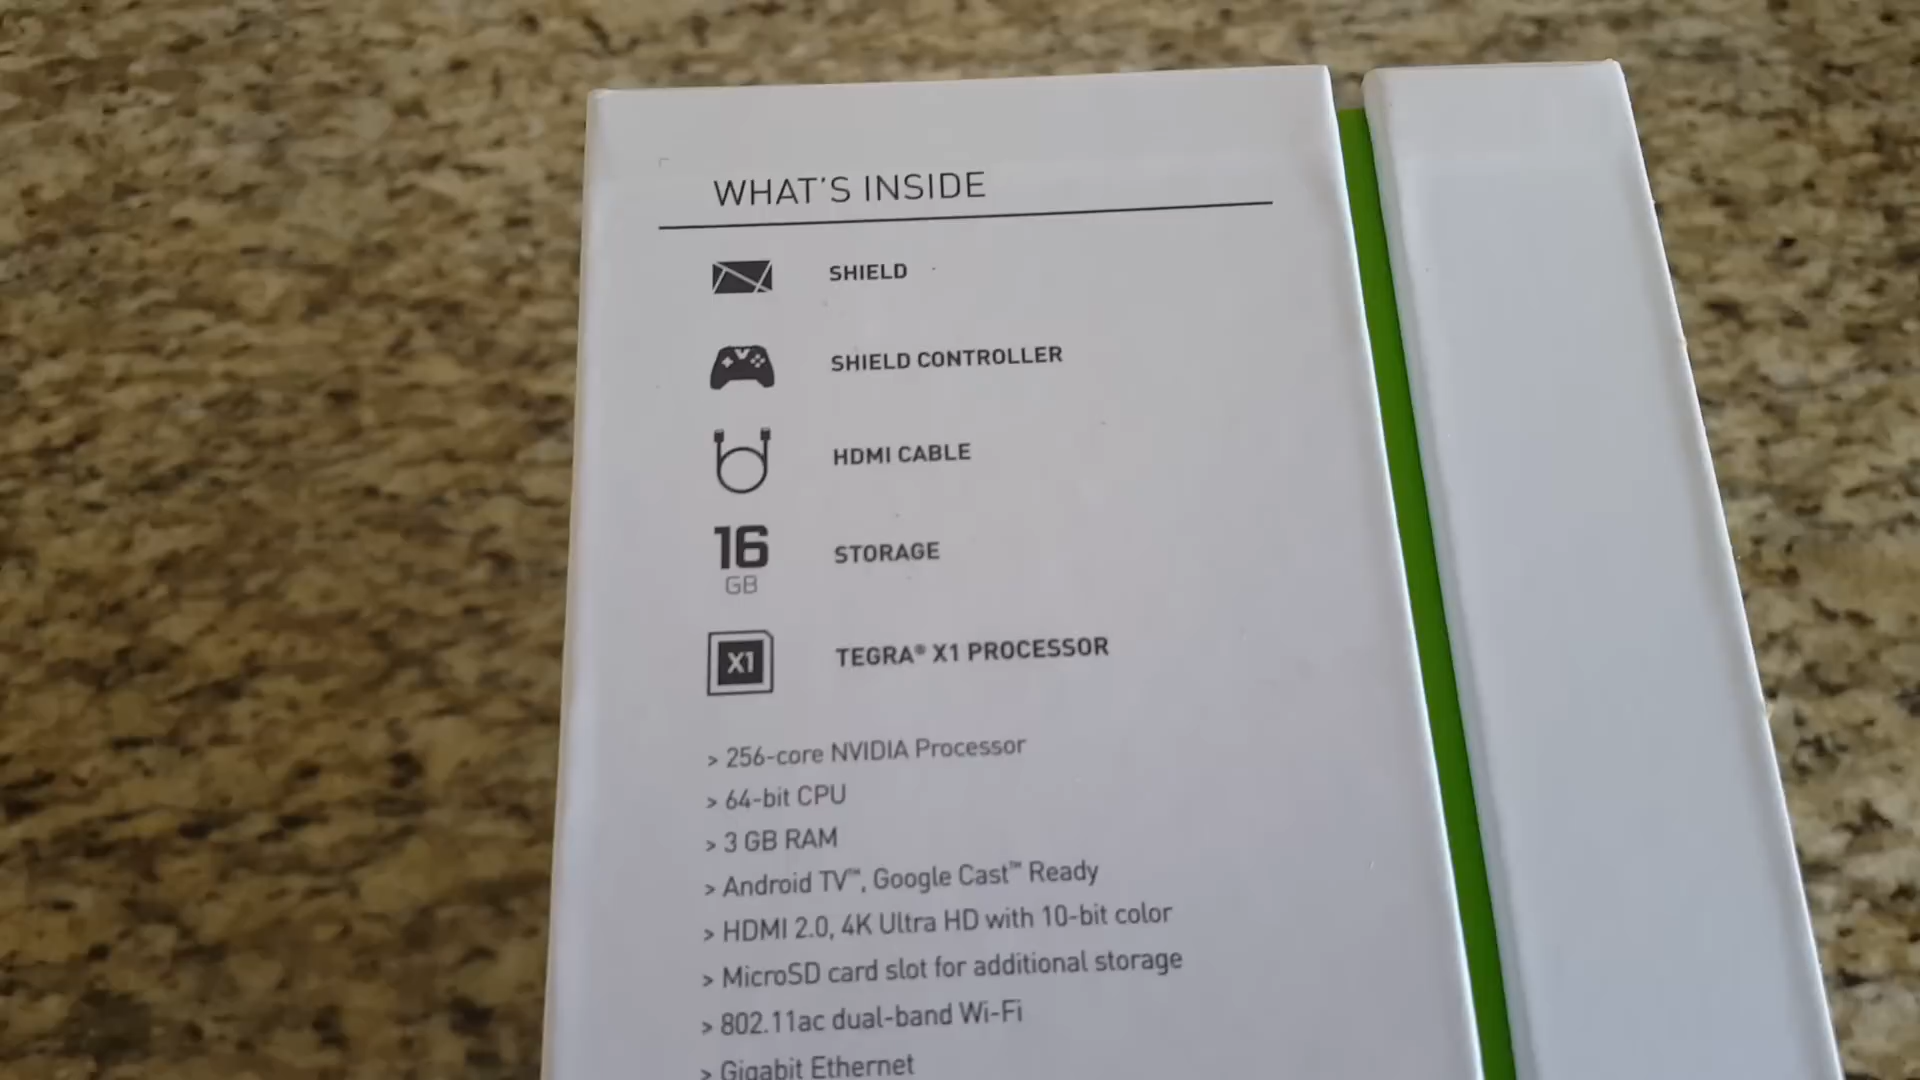 WHAT'S INSIDE
SHIELD
SHIELD CONTROLLER
HDMI CABLE
16
GB
STORAGE
X1
TEGRA® X1 PROCESSOR
> 256-core NVIDIA Processor
> 64-bit CPU
> 3 GB RAM
> Android TV™, Google Cast™ Ready
> HDMI 2.0, 4K Ultra HD with 10-bit color
> MicroSD card slot for additional storage
> 802.11ac dual-band Wi-Fi
> Gigabit Ethernet